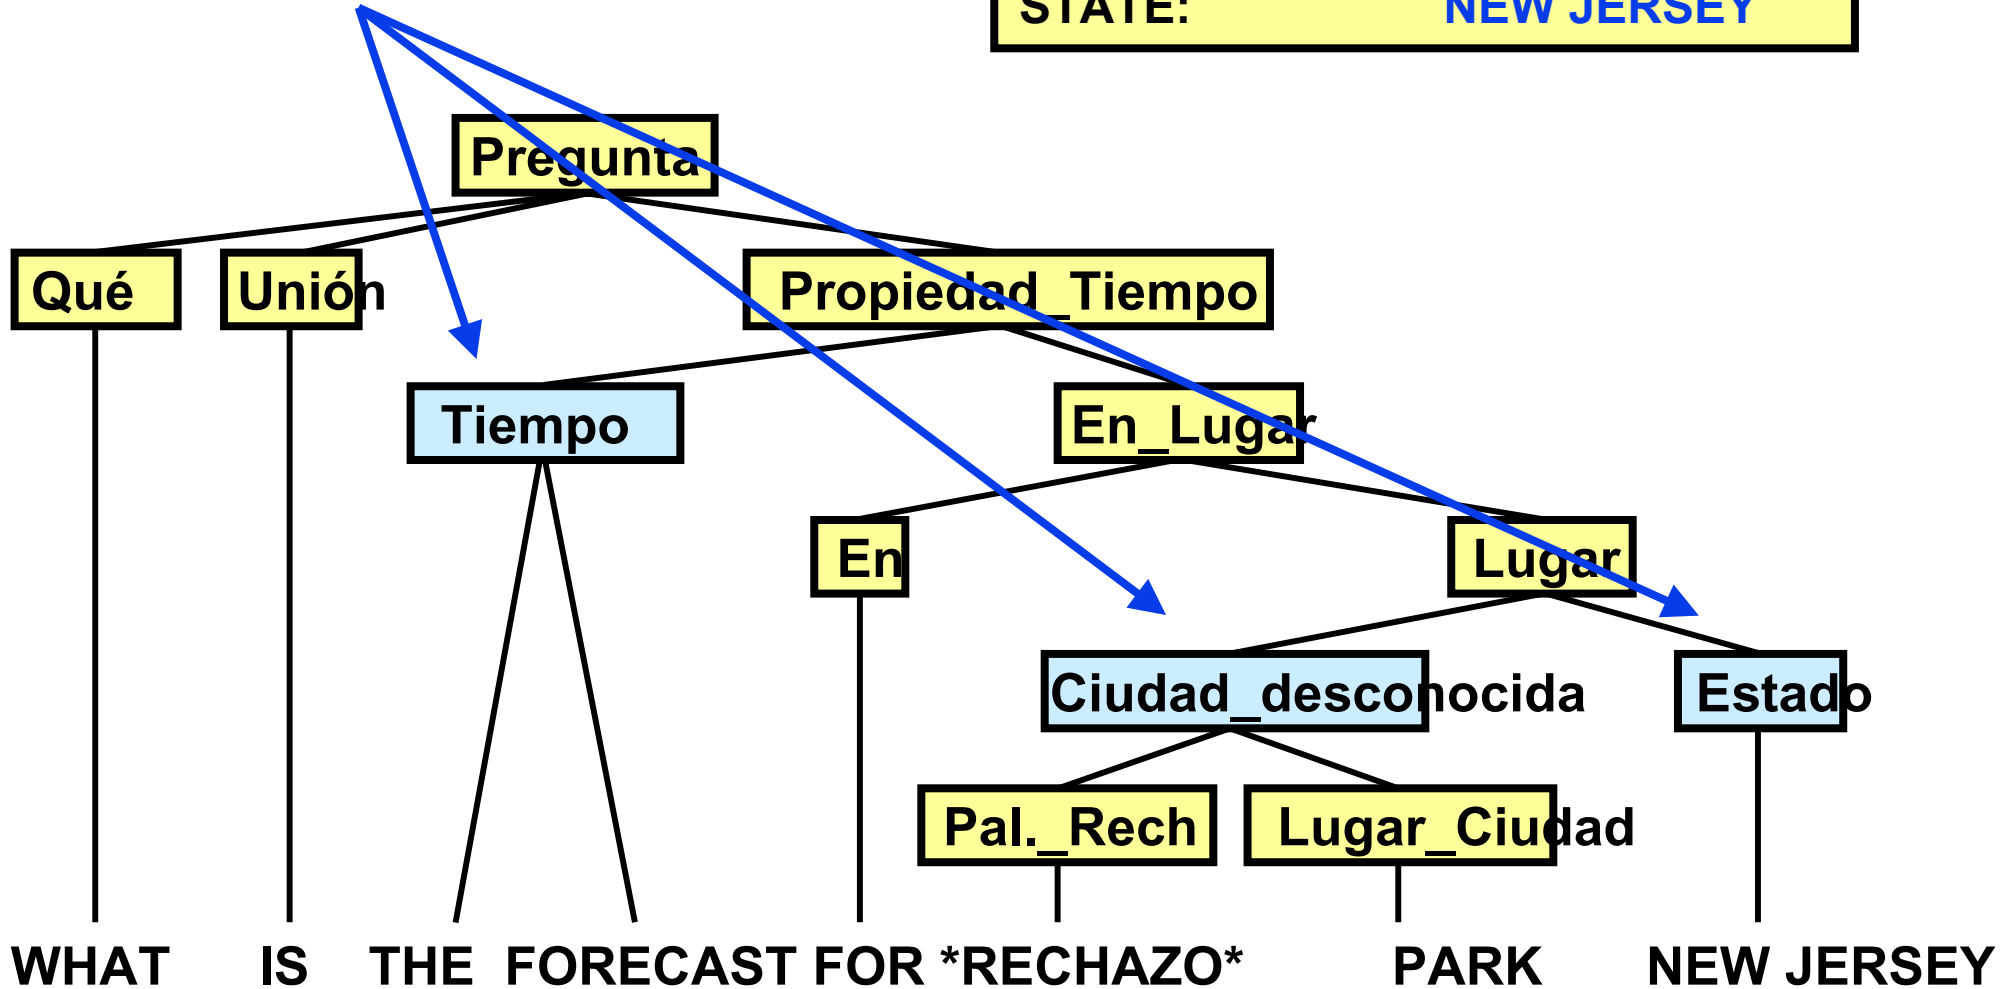 STATE: NEW JERSEY
Pregunta
Qué Unión Propiedad_Tiempo
Tiempo En_Lugar
En Lugar
Ciudad_desconocida Estado
Pal._Rech Lugar_Ciudad
WHAT IS THE FORECAST FOR *RECHAZO* PARK NEW JERSEY